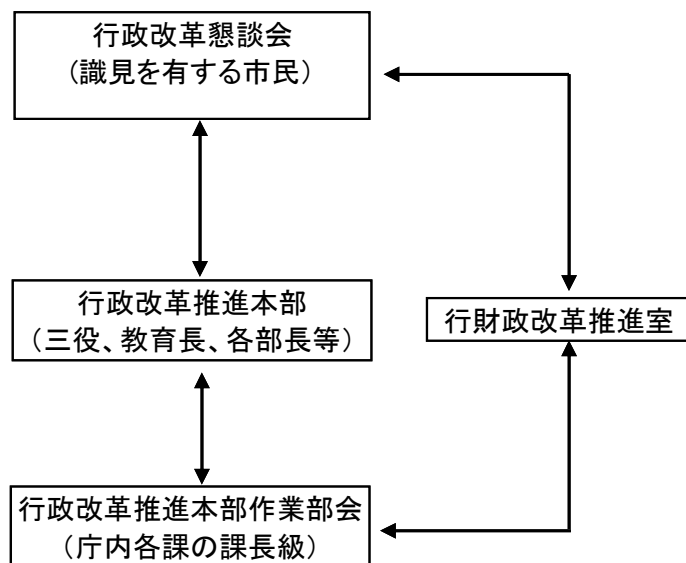 行政改革懇談会
（識見を有する市民）
行政改革推進本部
（三役、教育長、各部長等）
行財政改革推進室
行政改革推進本部作業部会
（庁内各課の課長級）